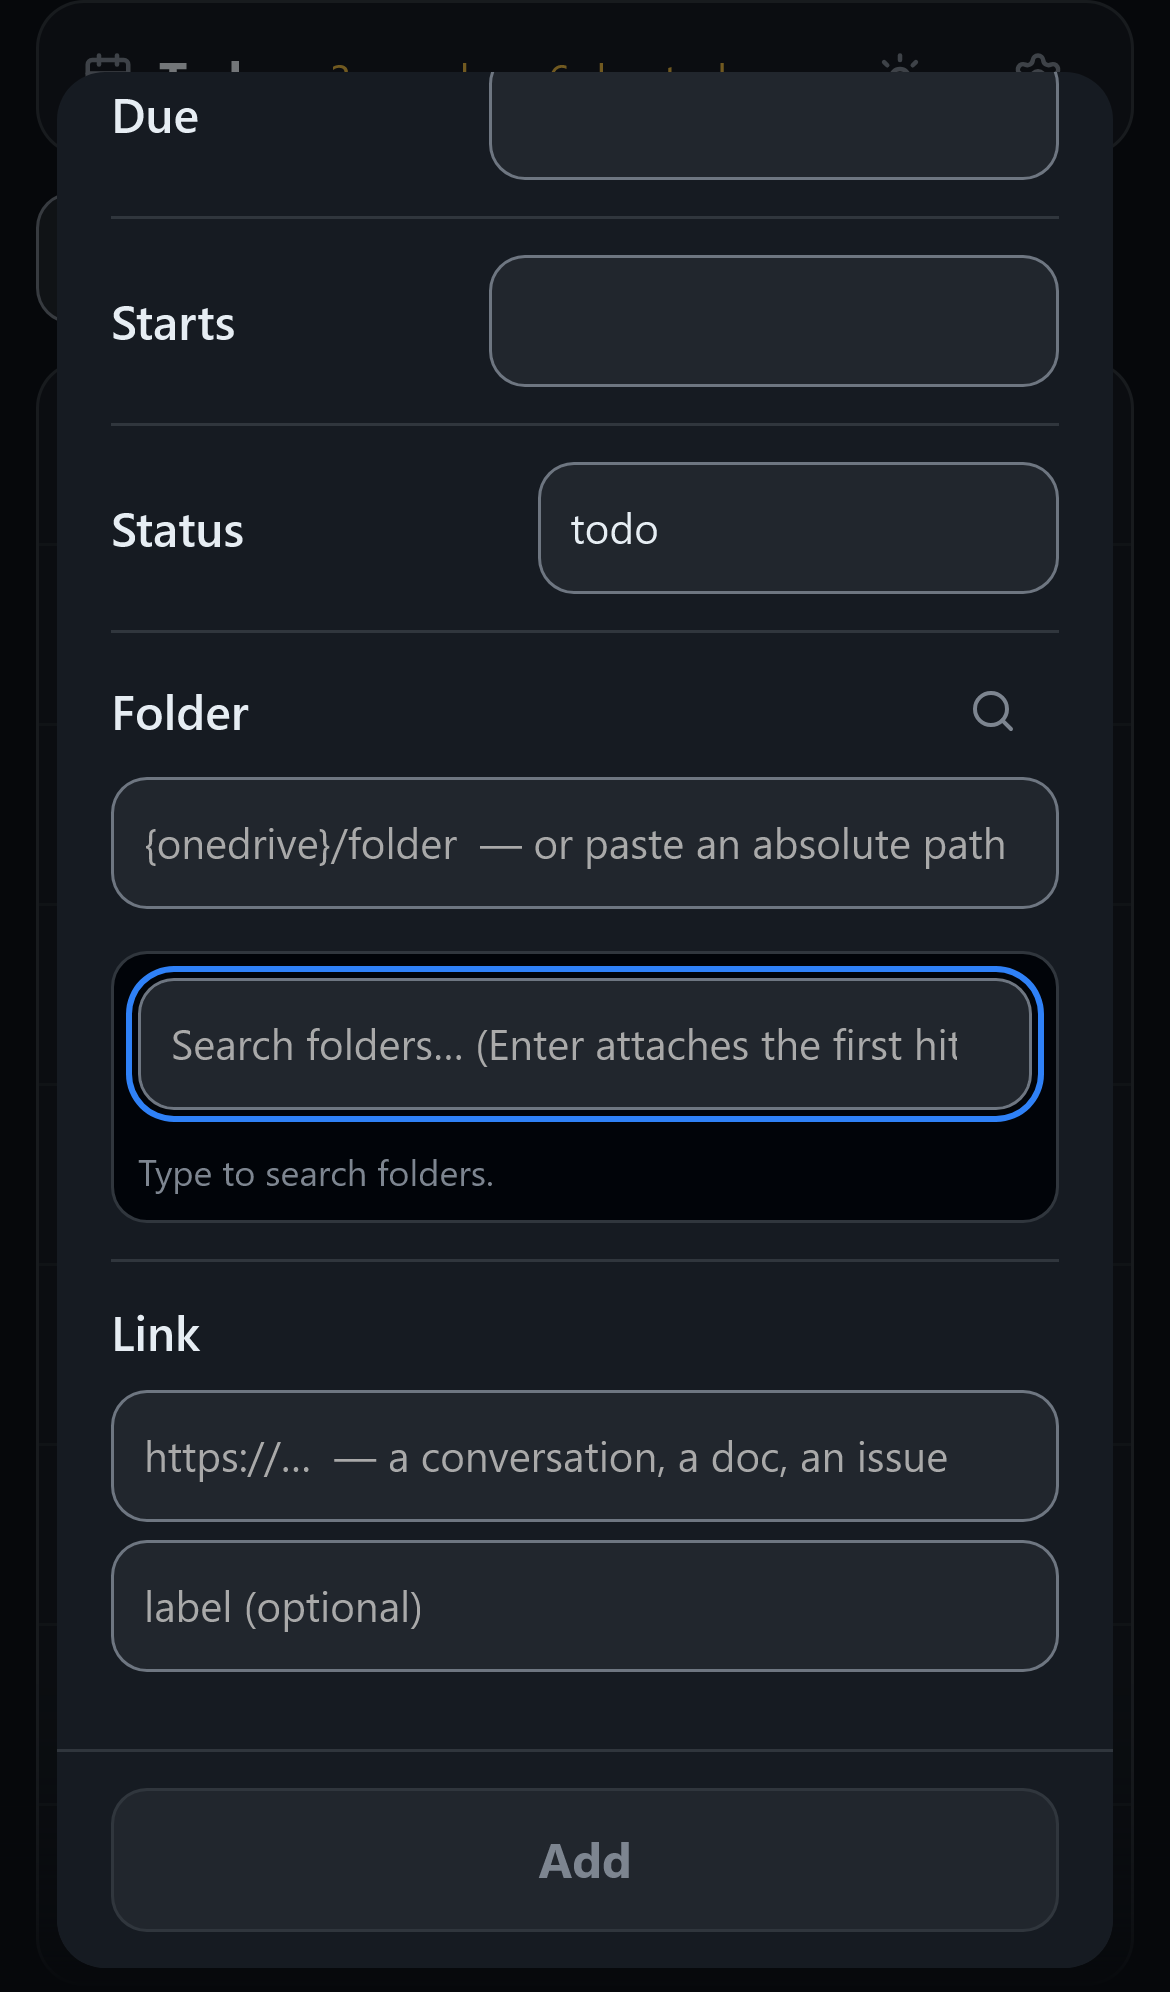 Due
Starts
Status
todo
Folder
{onedrive}/folder — or paste an absolute path
Search folders... (Enter attaches the first hit
Type to search folders.
Link
https://... — a conversation, a doc, an issue
label (optional)
Add